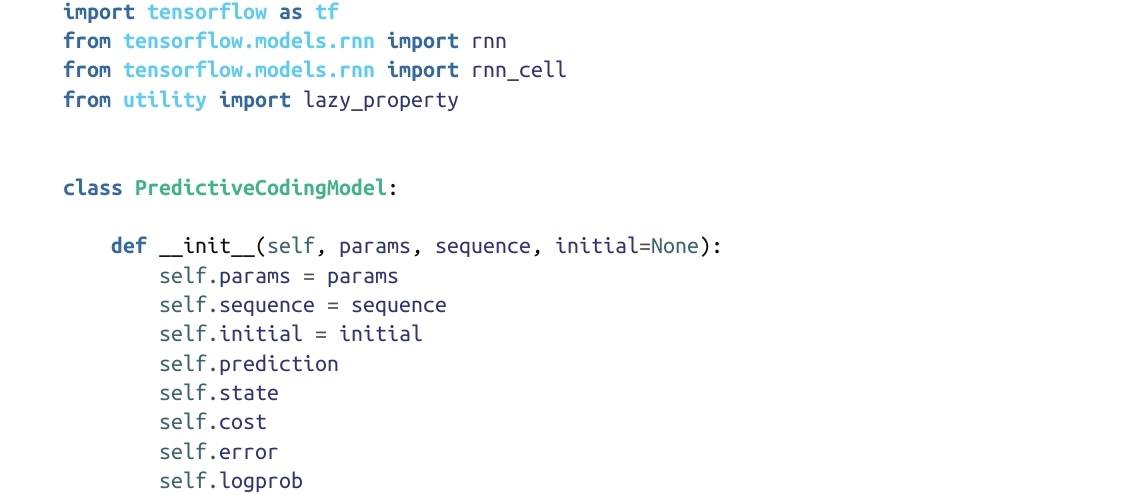 import tensorflow as tf
from tensorflow.models.rnn import rnn
from tensorflow.models.rnn import rnn_cell
from utility import lazy_property
class PredictiveCodingModel:
def __init__(self, params, sequence, initial=None):
self.params = params
self.sequence = sequence
self.initial = initial
self.prediction
self.state
self.cost
self.error
self.logprob